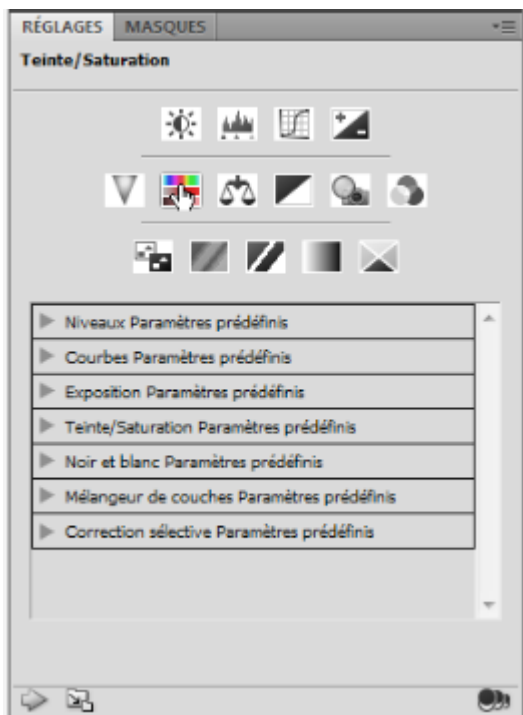 RÉGLAGES MASQUES
Teinte/Saturation
Niveaux Paramètres prédéfinis
Courbes Paramètres prédéfinis
Exposition Paramètres prédéfinis
Teinte/Saturation Paramètres prédéfinis
Noir et blanc Paramètres prédéfinis
Mélangeur de couches Paramètres prédéfinis
Correction sélective Paramètres prédéfinis